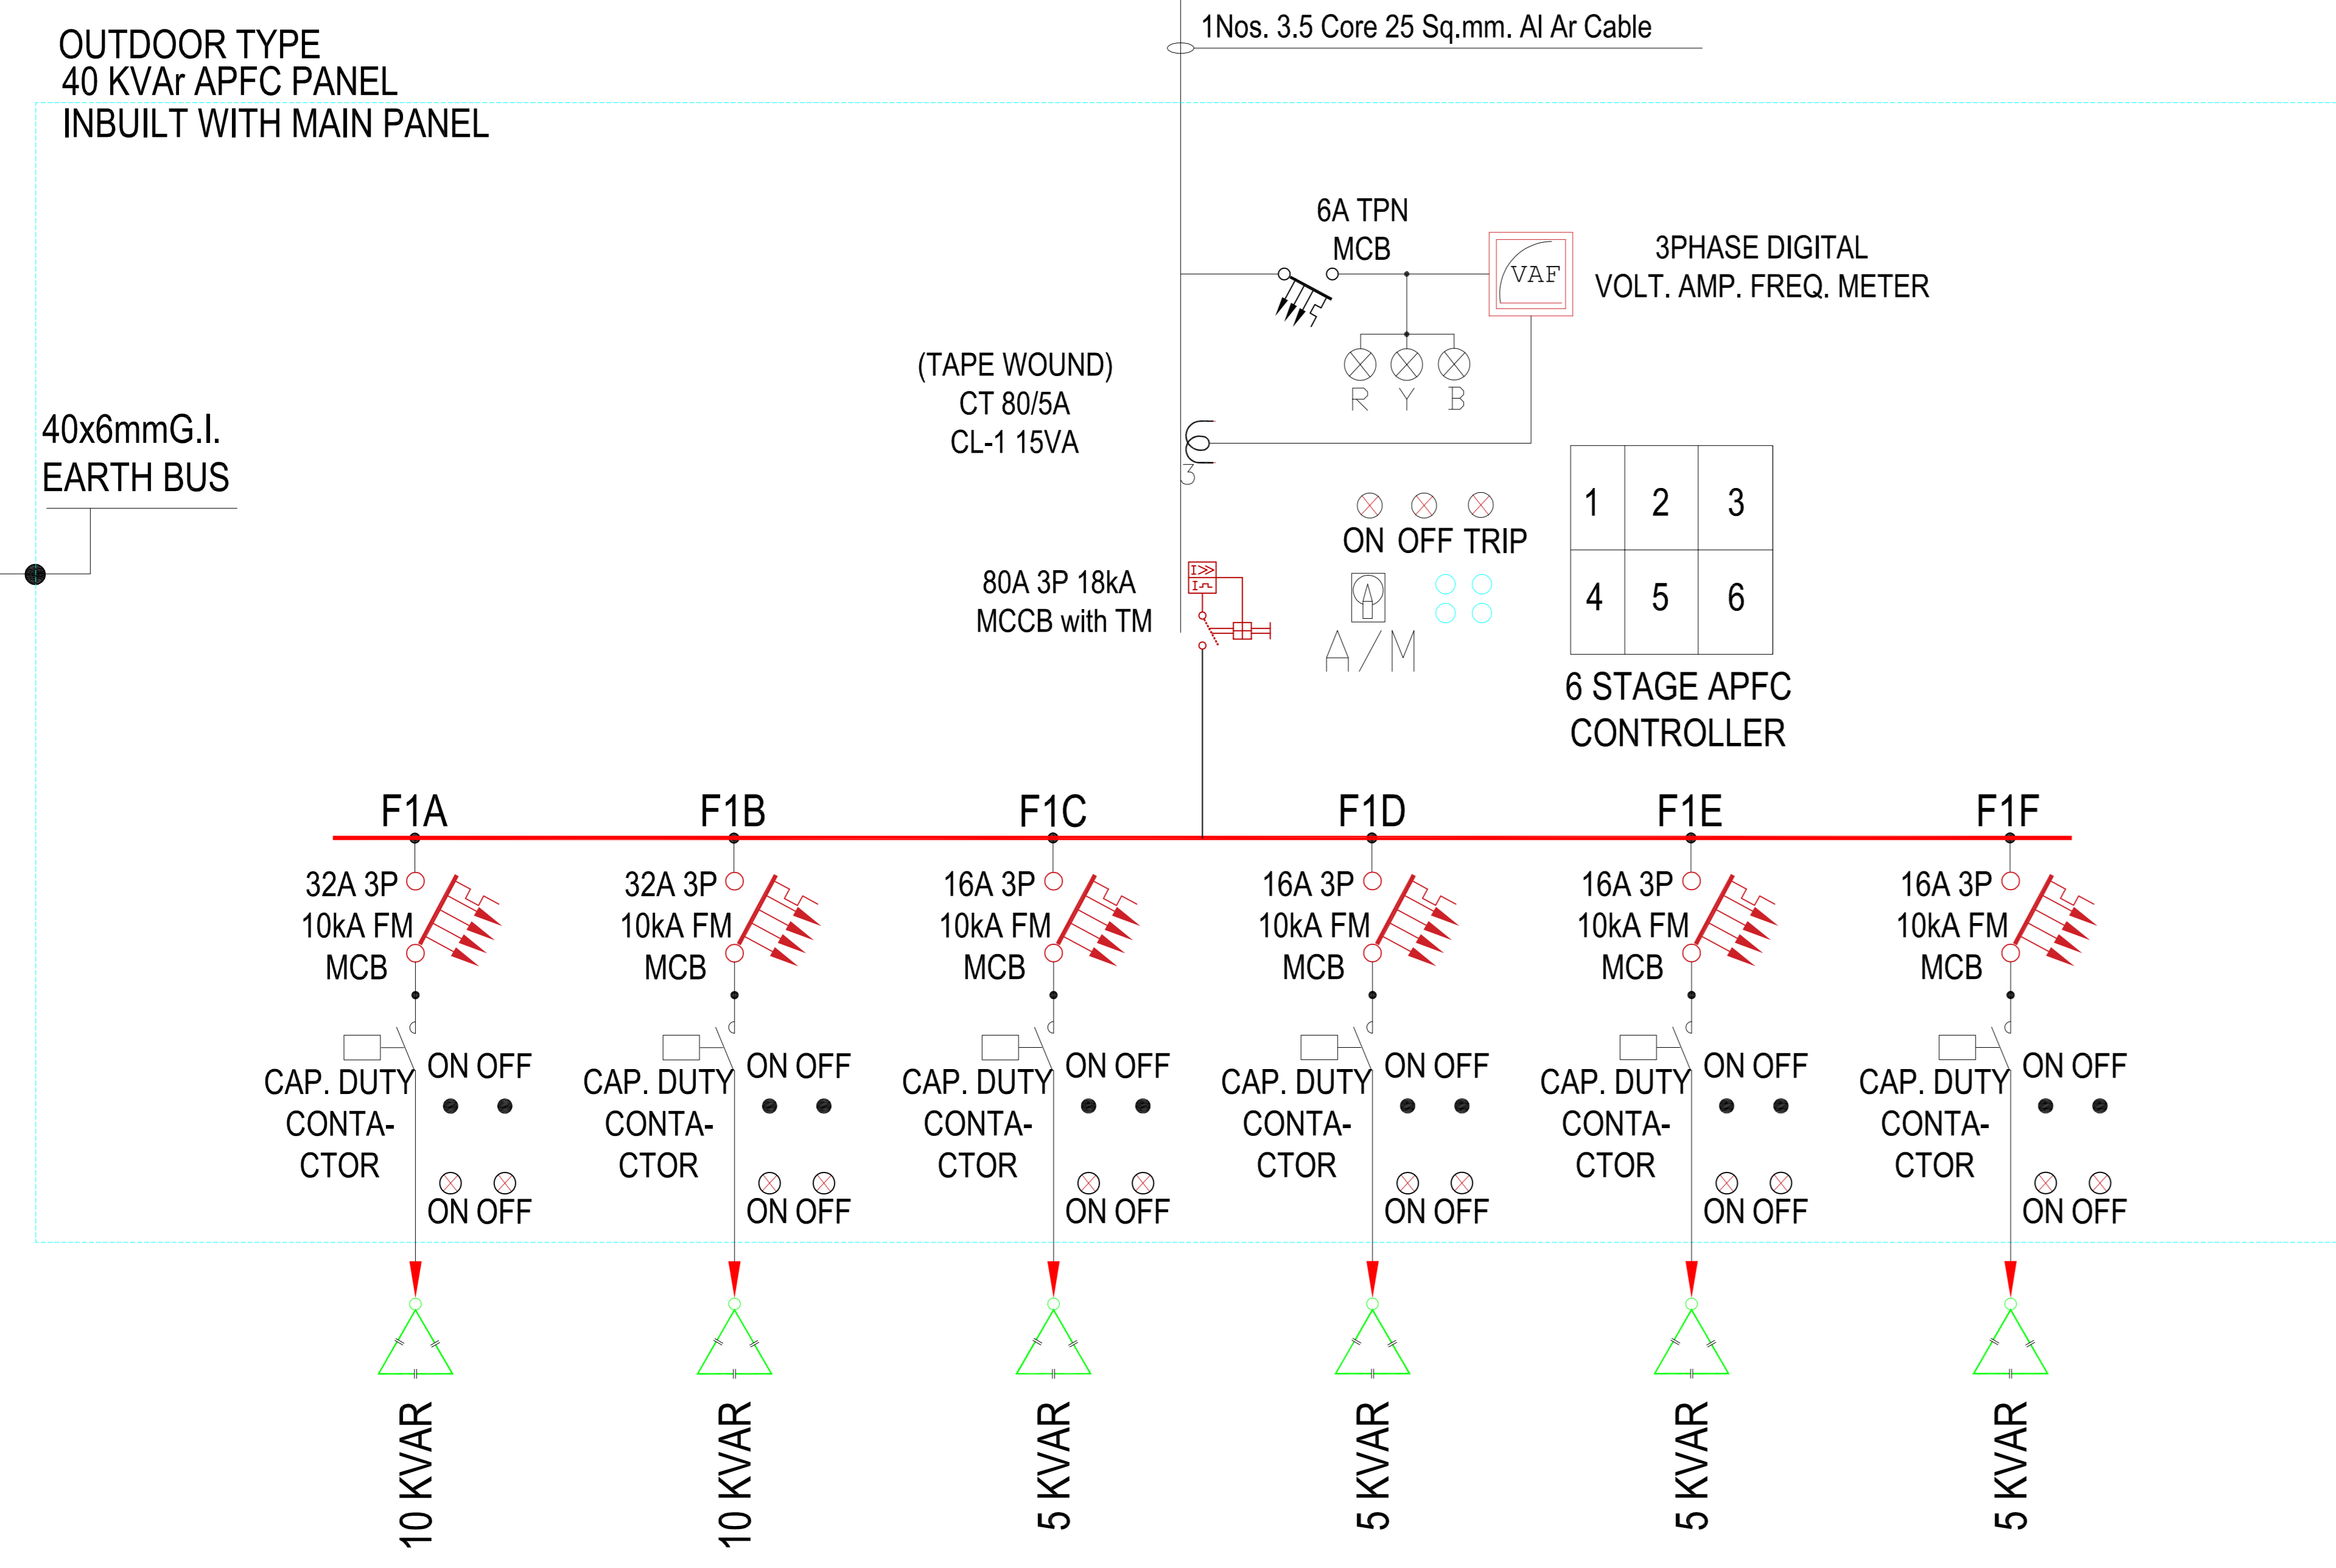 OUTDOOR TYPE
40 KVAr APFC PANEL
INBUILT WITH MAIN PANEL
1Nos. 3.5 Core 25 Sq.mm. Al Ar Cable
6A TPN
MCB
VAF
3PHASE DIGITAL
VOLT. AMP. FREQ. METER
R Y B
(TAPE WOUND)
CT 80/5A
CL-1 15VA
3
40x6mmG.I.
EARTH BUS
ON OFF TRIP
A/M
80A 3P 18kA
MCCB with TM
I>>
I
1 2 3
4 5 6
6 STAGE APFC
CONTROLLER
F1A F1B F1C F1D F1E F1F
32A 3P
10kA FM
MCB
32A 3P
10kA FM
MCB
16A 3P
10kA FM
MCB
16A 3P
10kA FM
MCB
16A 3P
10kA FM
MCB
16A 3P
10kA FM
MCB
CAP. DUTY
CONTA-
CTOR
ON OFF
ON OFF
CAP. DUTY
CONTA-
CTOR
ON OFF
ON OFF
CAP. DUTY
CONTA-
CTOR
ON OFF
ON OFF
CAP. DUTY
CONTA-
CTOR
ON OFF
ON OFF
CAP. DUTY
CONTA-
CTOR
ON OFF
ON OFF
CAP. DUTY
CONTA-
CTOR
ON OFF
ON OFF
10 KVAR
10 KVAR
5 KVAR
5 KVAR
5 KVAR
5 KVAR